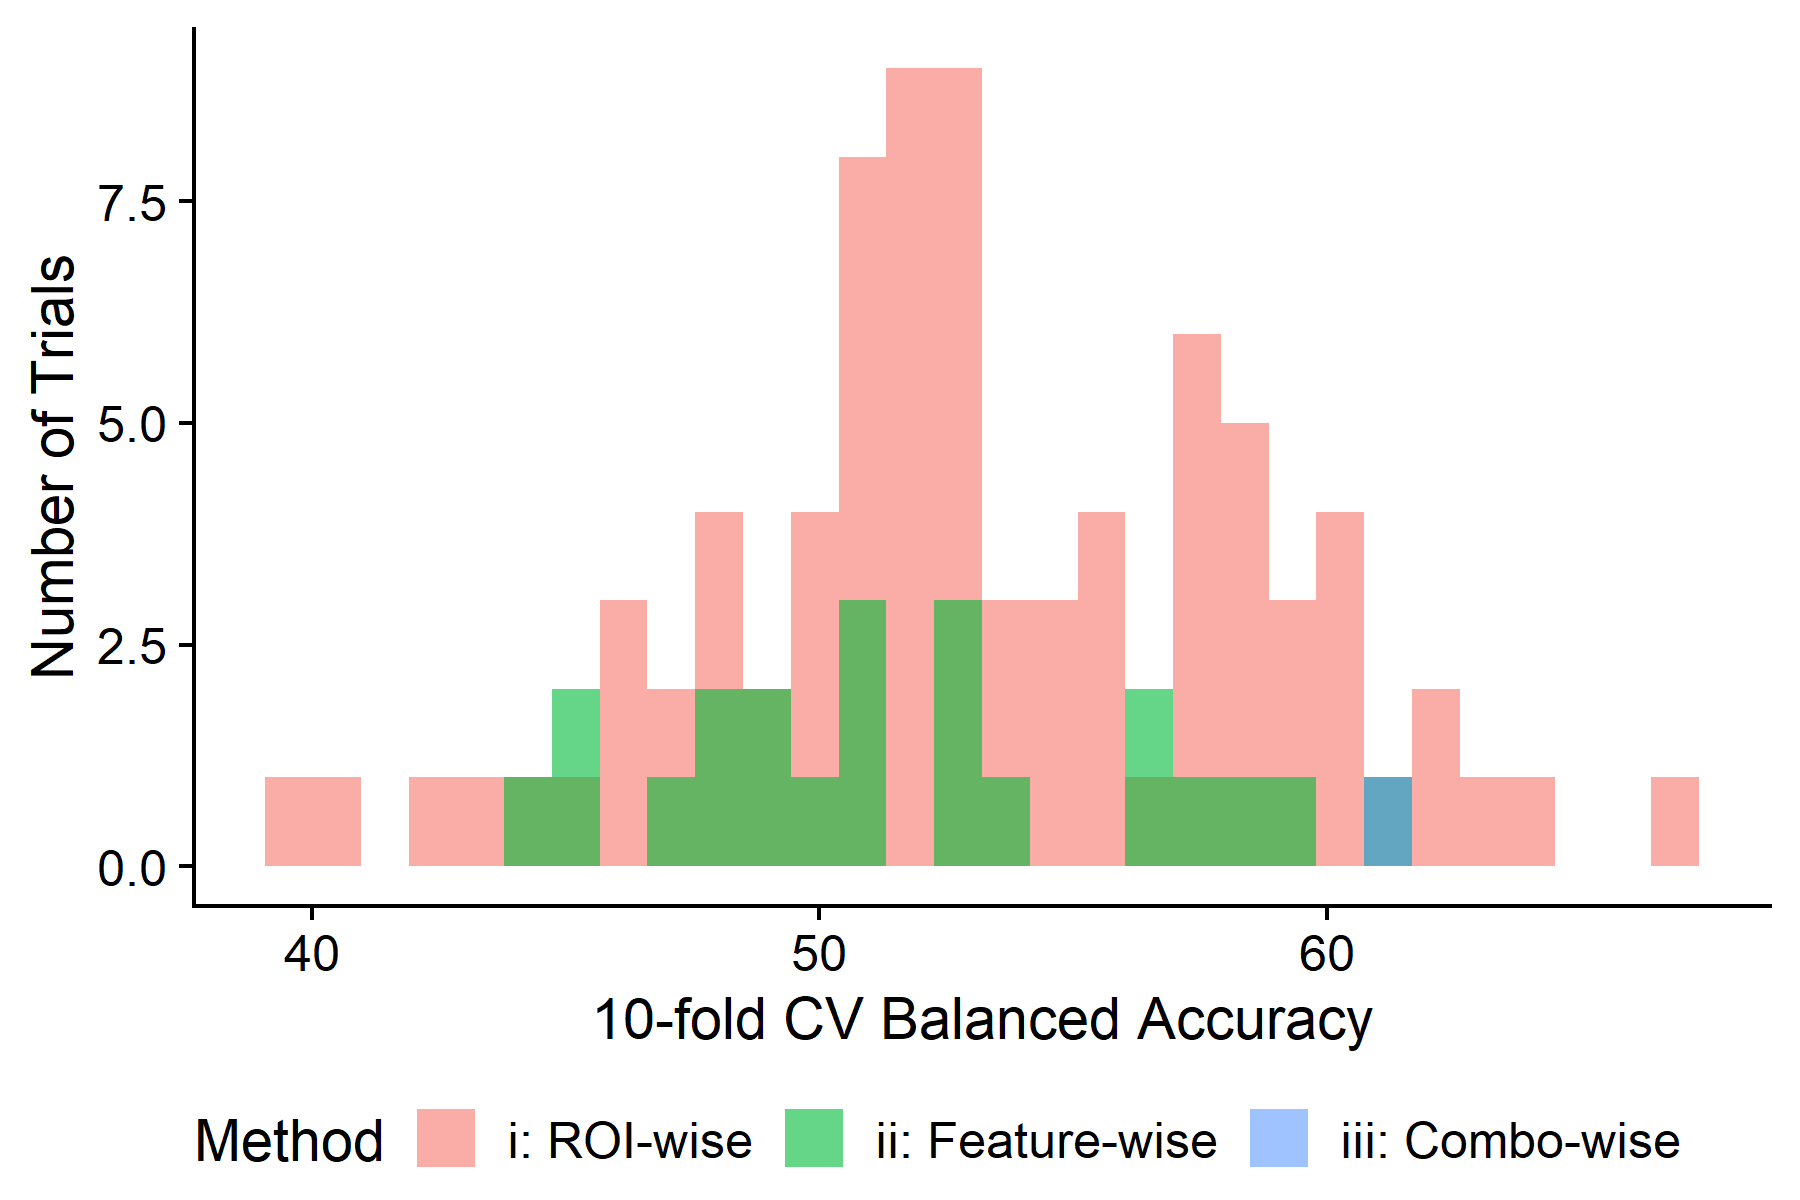 Number of Trials
7.5
5.0
2.5
0.0
40 50 60
10-fold CV Balanced Accuracy
Method i: ROI-wise ii: Feature-wise iii: Combo-wise